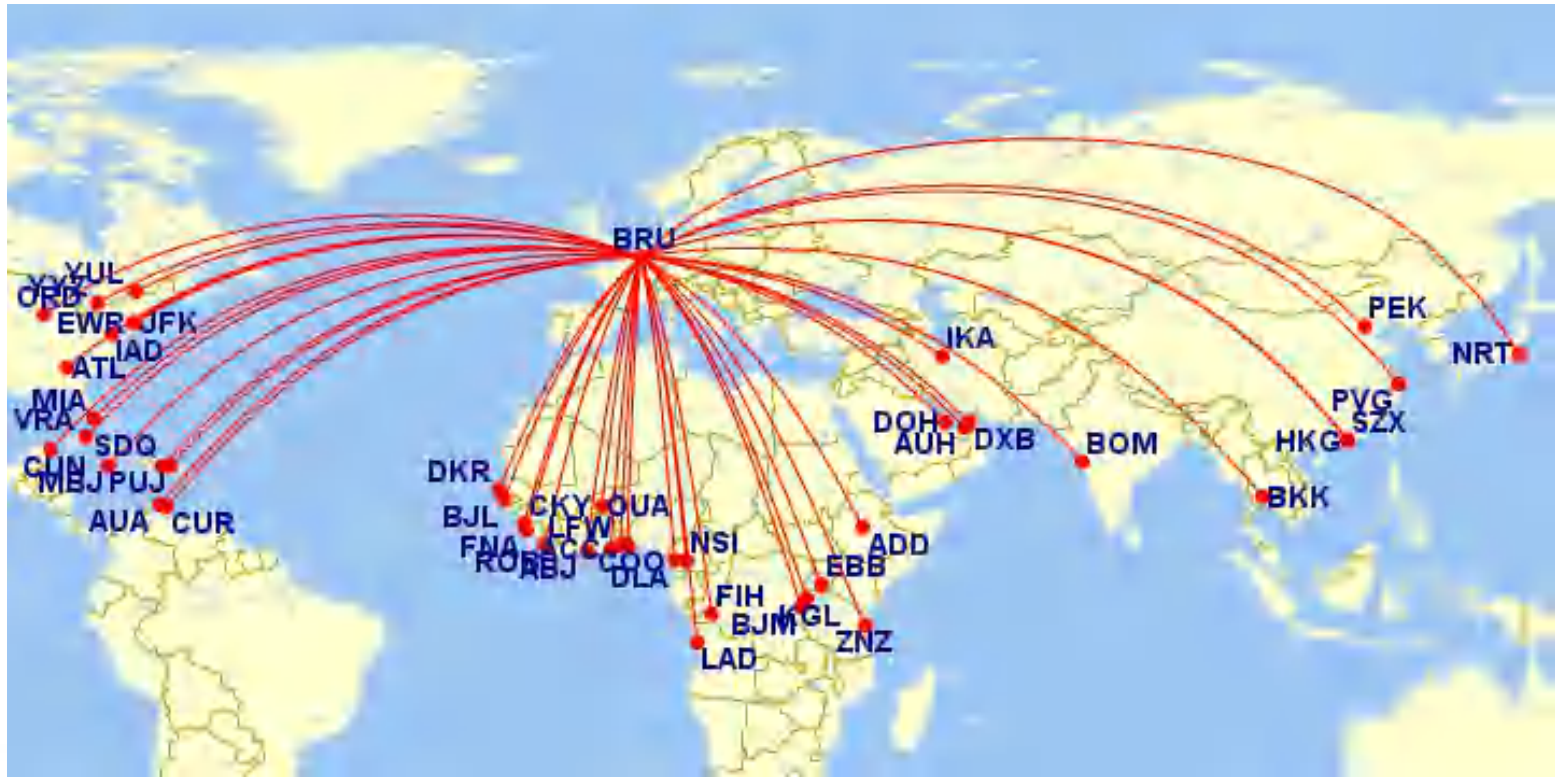 BRU
YUL
ORD
PEK
EWR JFK
IKA
IAD
NRT
ATL
MIA
PVG
VRA
DOH
SZX
SDQ
AUH
DXB
BOM
HKG
CUN
DKR
MBJ PUJ
BKK
CKY
OUA
AUA
CUR
BJL
LFW
FNA
NSI
ADD
ABJ
COO
DLA
EBB
FIH
KGL
BJM
ZNZ
LAD